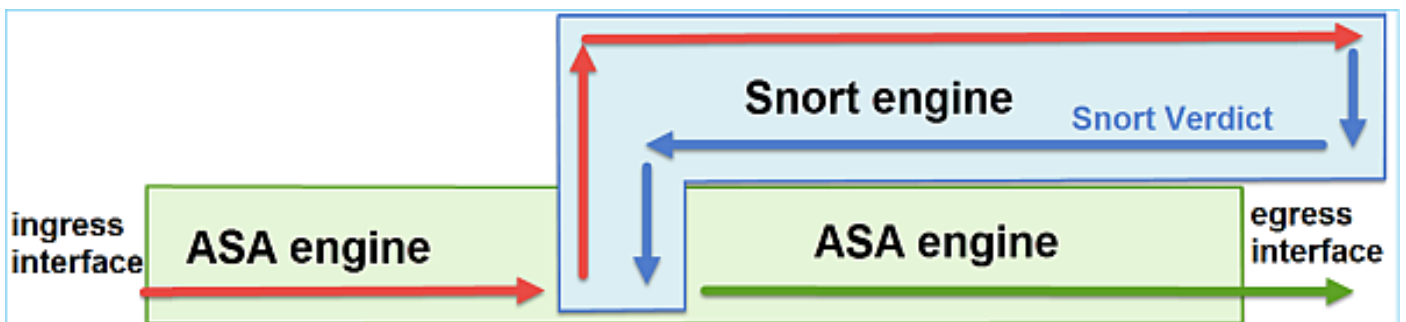 Snort engine
Snort Verdict
ingress
interface
ASA engine
ASA engine
egress
interface